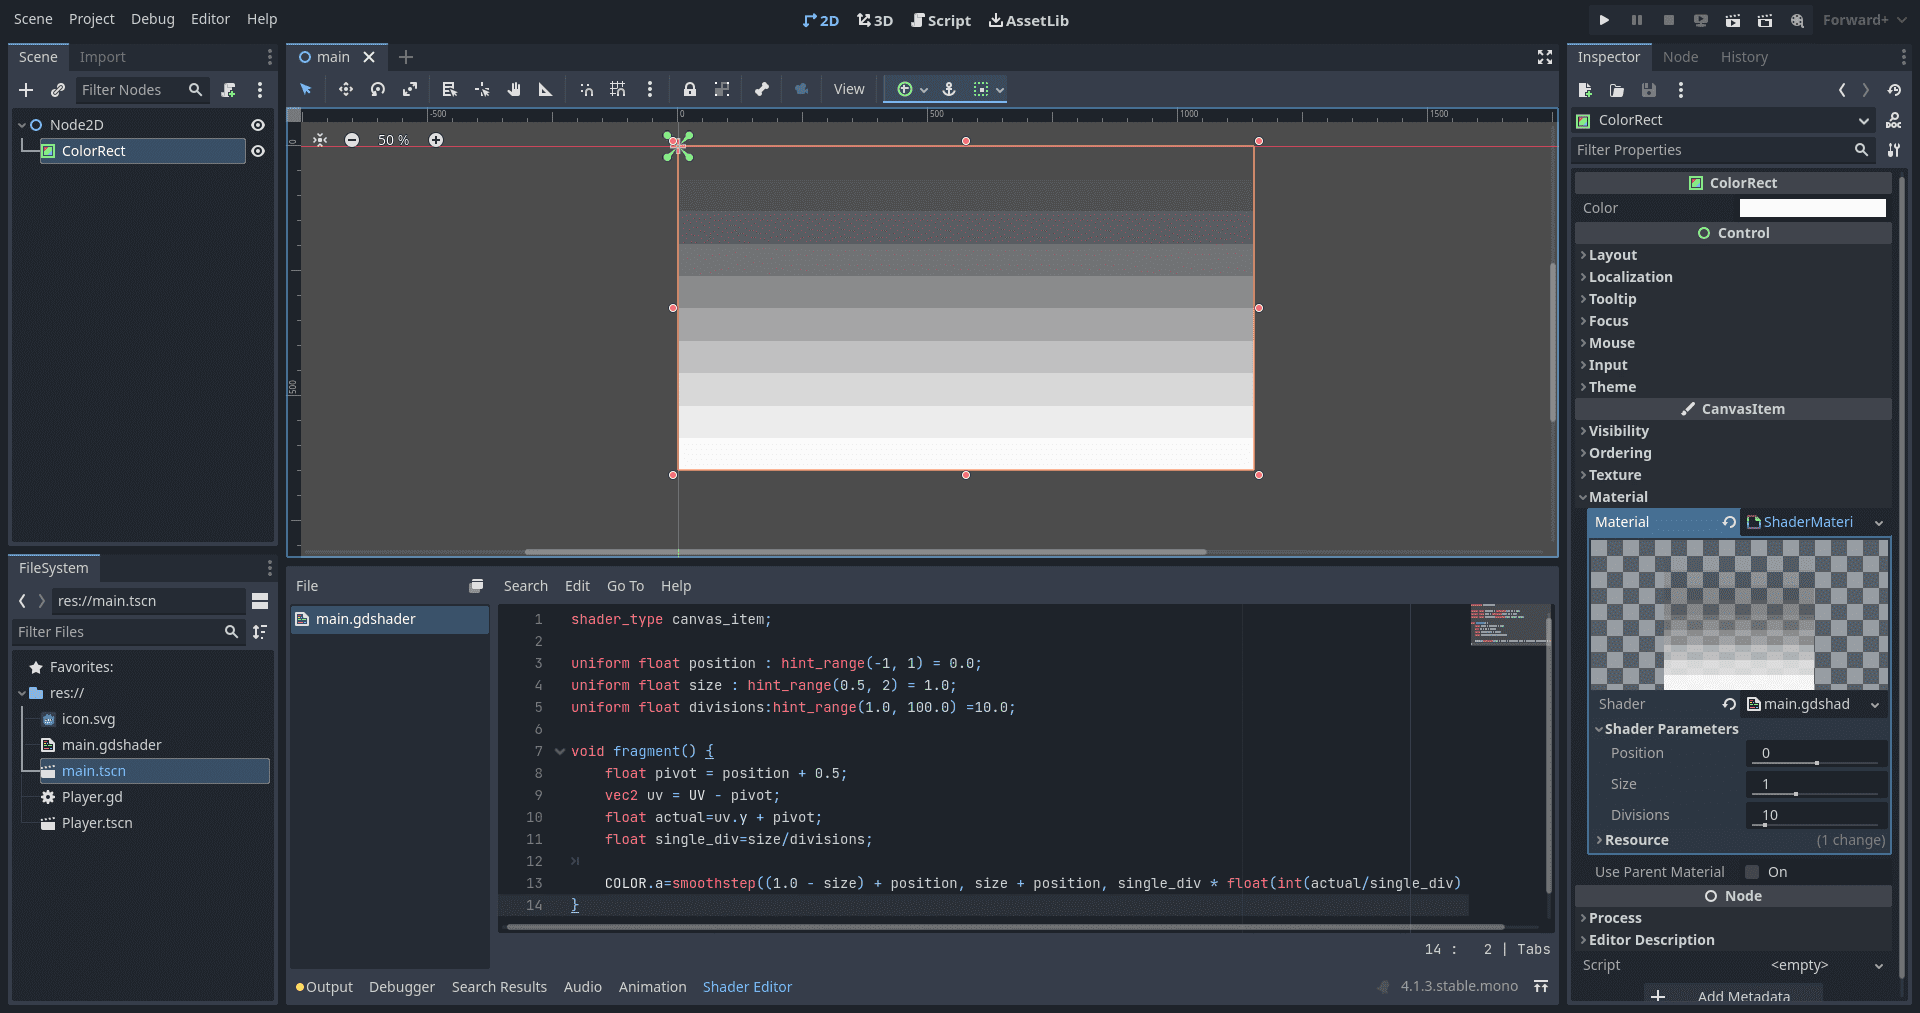 Scene Project Debug Editor Help
2D 3D Script AssetLib
Forward+
Scene Import
Filter Nodes
Node2D
ColorRect
FileSystem
res://main.tscn
Filter Files
Favorites:
res://
icon.svg
main.gdshader
main.tscn
Player.gd
Player.tscn
main
View
-500 0 500 1000 1500
0
50 %
500
File
main.gdshader
Search Edit Go To Help
1 shader_type canvas_item;
2
3 uniform float position : hint_range(-1, 1) = 0.0;
4 uniform float size : hint_range(0.5, 2) = 1.0;
5 uniform float divisions:hint_range(1.0, 100.0) =10.0;
6
7 void fragment() {
8 float pivot = position + 0.5;
9 vec2 uv = UV - pivot;
10 float actual=uv.y + pivot;
11 float single_div=size/divisions;
12
13 COLOR.a=smoothstep((1.0 - size) + position, size + position, single_div * float(int(actual/single_div)
14 }
14 : 2 | Tabs
Output Debugger Search Results Audio Animation Shader Editor
4.1.3.stable.mono
Inspector Node History
ColorRect
Filter Properties
ColorRect
Color
Control
Layout
Localization
Tooltip
Focus
Mouse
Input
Theme
CanvasItem
Visibility
Ordering
Texture
Material
Material ShaderMateri
Shader main.gdshad
Shader Parameters
Position 0
Size 1
Divisions 10
Resource (1 change)
Use Parent Material On
Node
Process
Editor Description
Script <empty>
Add Metadata